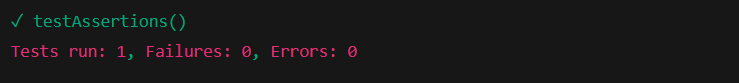 ✓ testAssertions()
Tests run: 1, Failures: 0, Errors: 0